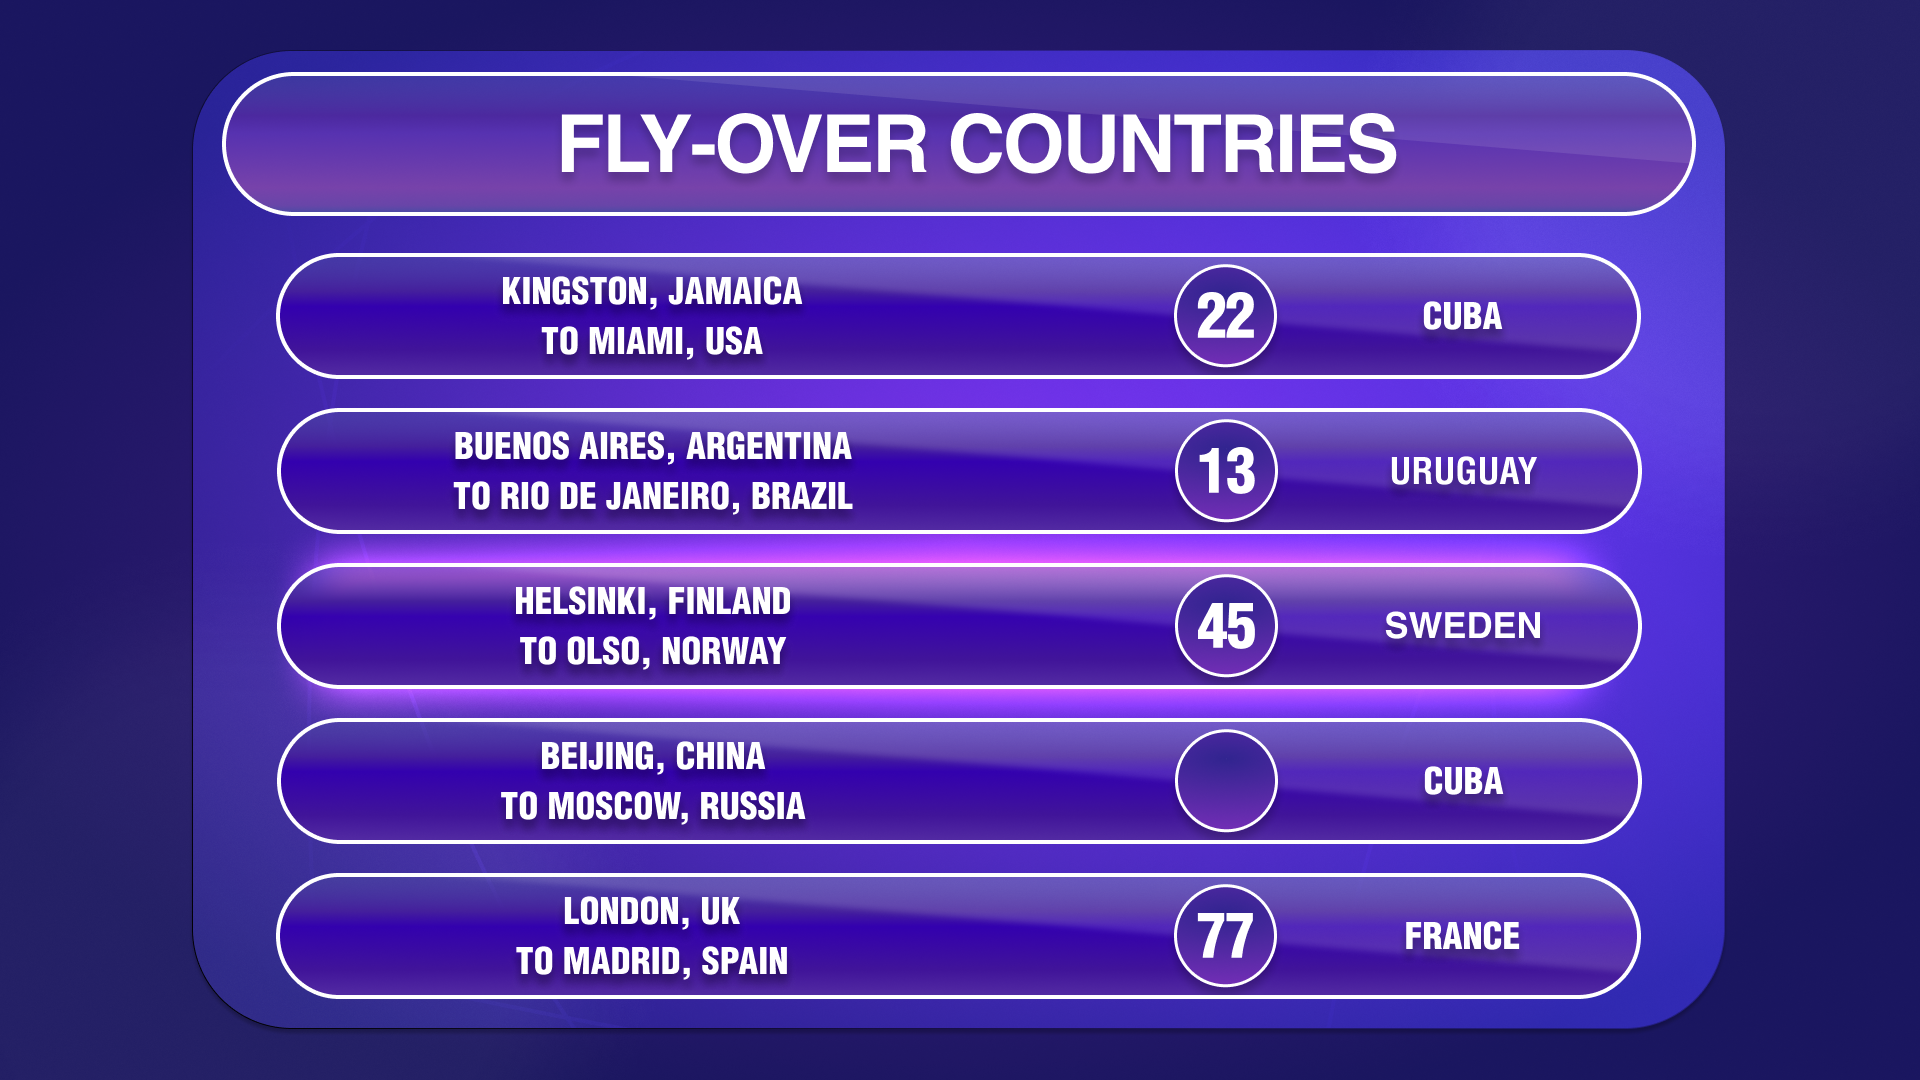 FLY-OVER COUNTRIES
KINGSTON, JAMAICA
TO MIAMI, USA
22
CUBA
BUENOS AIRES, ARGENTINA
TO RIO DE JANEIRO, BRAZIL
13
URUGUAY
HELSINKI, FINLAND
TO OLSO, NORWAY
45
SWEDEN
BEIJING, CHINA
TO MOSCOW, RUSSIA
CUBA
LONDON, UK
TO MADRID, SPAIN
77
FRANCE